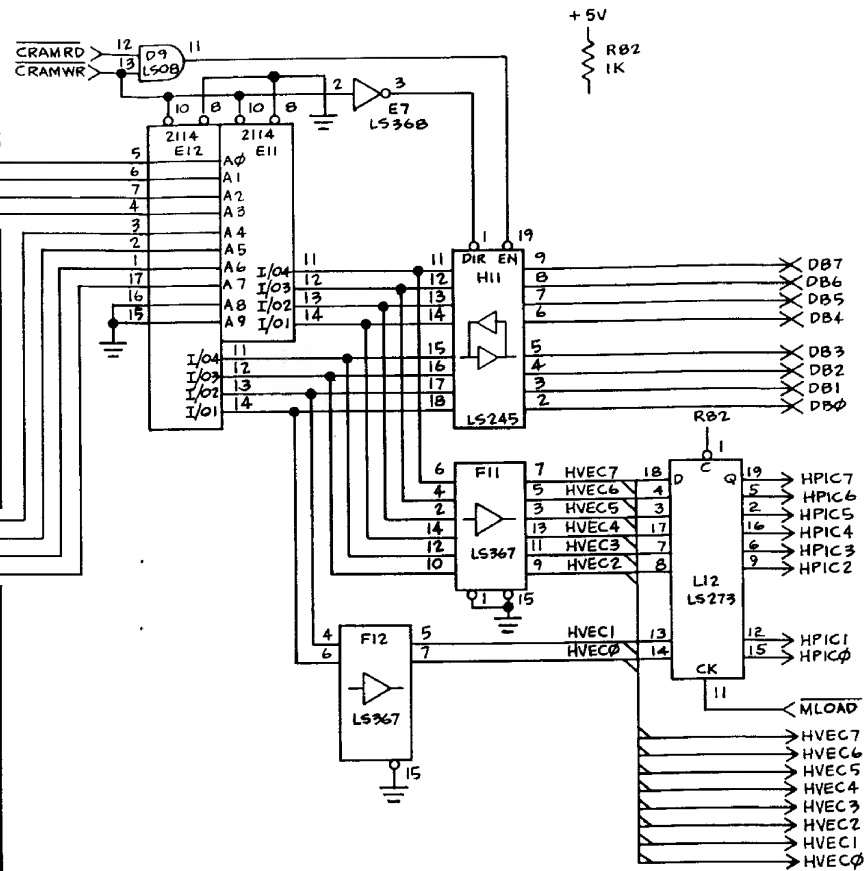 +5V
RB2
1K
CRAMRD 12 D9 11
CRAMWR 13 LS08
2 3
E7
LS368
10 8 10 8
2114 2114
E12 E11
5 AØ
6 A1
7 A2
4 A3
3 A4
2 A5
1 A6
17 A7
16 A8
15 A9
I/O4 11
I/O3 12
I/O2 13
I/O1 14
I/O4 11
I/O3 12
I/O2 13
I/O1 14
1 19
DIR EN
H11
11 9 DB7
12 8 DB6
13 7 DB5
14 6 DB4
15 5 DB3
16 4 DB2
17 3 DB1
18 2 DBØ
LS245
RB2
1
C
F11
6 7 HVEC7 18 D Q 19 HPIC7
4 5 HVEC6 4 5 HPIC6
2 3 HVEC5 3 2 HPIC5
14 13 HVEC4 17 16 HPIC4
12 11 HVEC3 7 6 HPIC3
10 9 HVEC2 8 9 HPIC2
LS367
L12
LS273
1 15
F12
4 5 HVEC1 13 12 HPIC1
6 7 HVECØ 14 15 HPICØ
LS367
CK
15
11 MLOAD
HVEC7
HVEC6
HVEC5
HVEC4
HVEC3
HVEC2
HVEC1
HVECØ